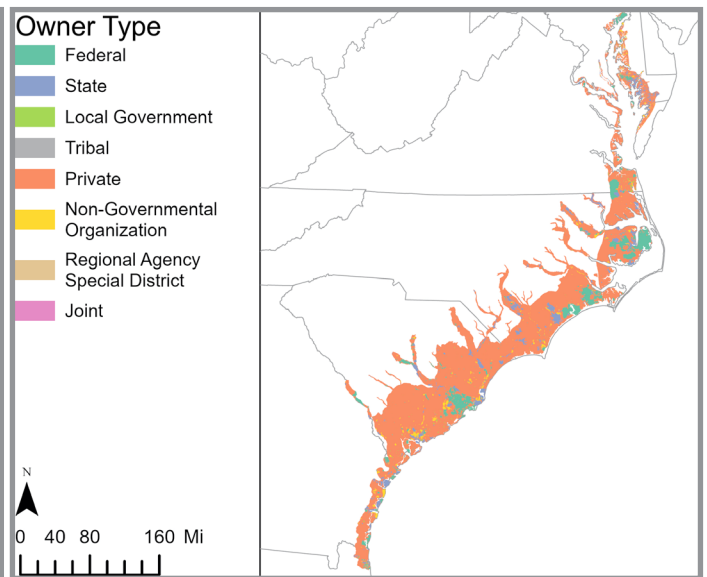 Owner Type
Federal
State
Local Government
Tribal
Private
Non-Governmental
Organization
Regional Agency
Special District
Joint
N
0 40 80 160 Mi